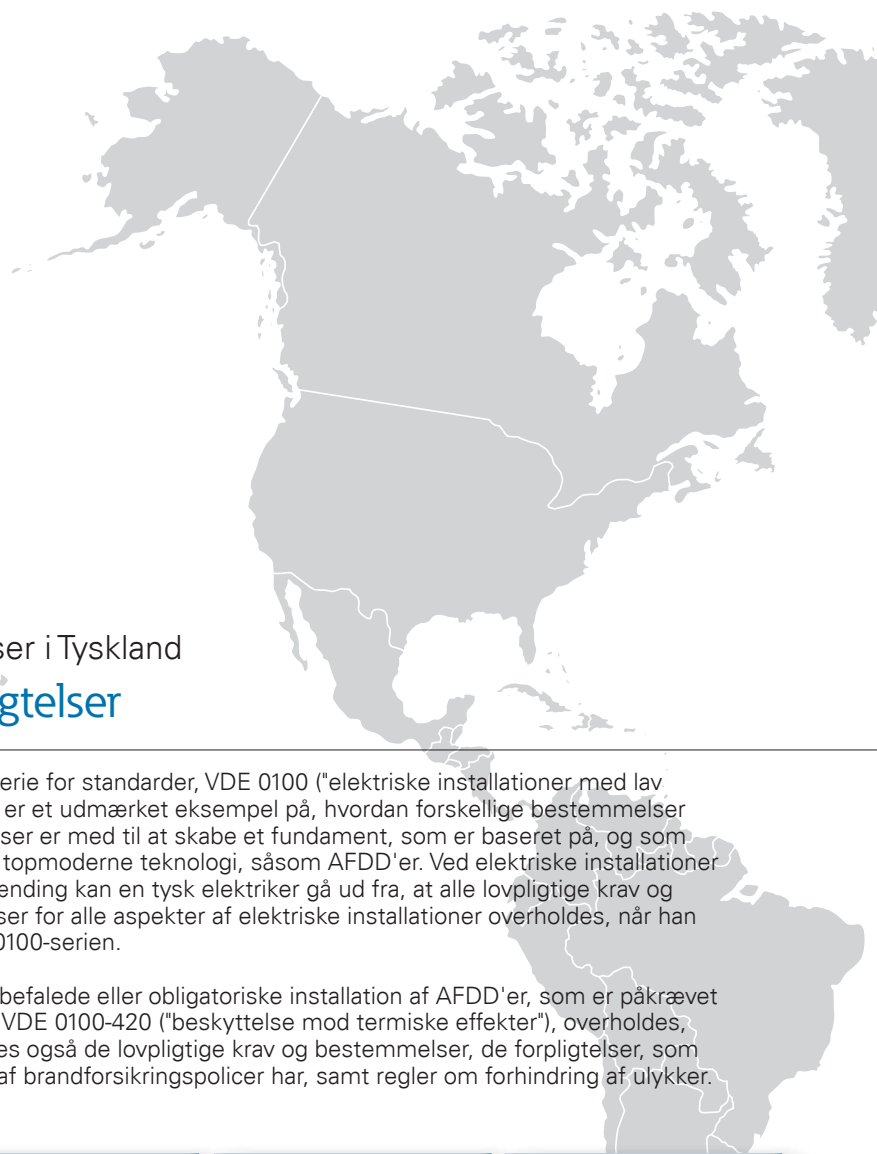 ser i Tyskland
gtelser
erie for standarder, VDE 0100 ("elektriske installationer med lav
er et udmærket eksempel på, hvordan forskellige bestemmelser
ser er med til at skabe et fundament, som er baseret på, og som
topmoderne teknologi, såsom AFDD'er. Ved elektriske installationer
ending kan en tysk elektriker gå ud fra, at alle lovpligtige krav og
ser for alle aspekter af elektriske installationer overholdes, når han
0100-serien.
befalede eller obligatoriske installation af AFDD'er, som er påkrævet
VDE 0100-420 ("beskyttelse mod termiske effekter"), overholdes,
es også de lovpligtige krav og bestemmelser, de forpligtelser, som
af brandforsikringspolicer har, samt regler om forhindring af ulykker.